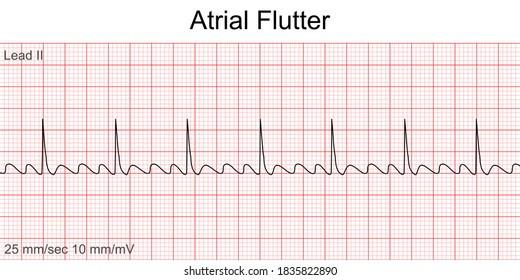 Atrial Flutter
Lead II
25 mm/sec 10 mm/mV
shutterstock.com · 1835822890